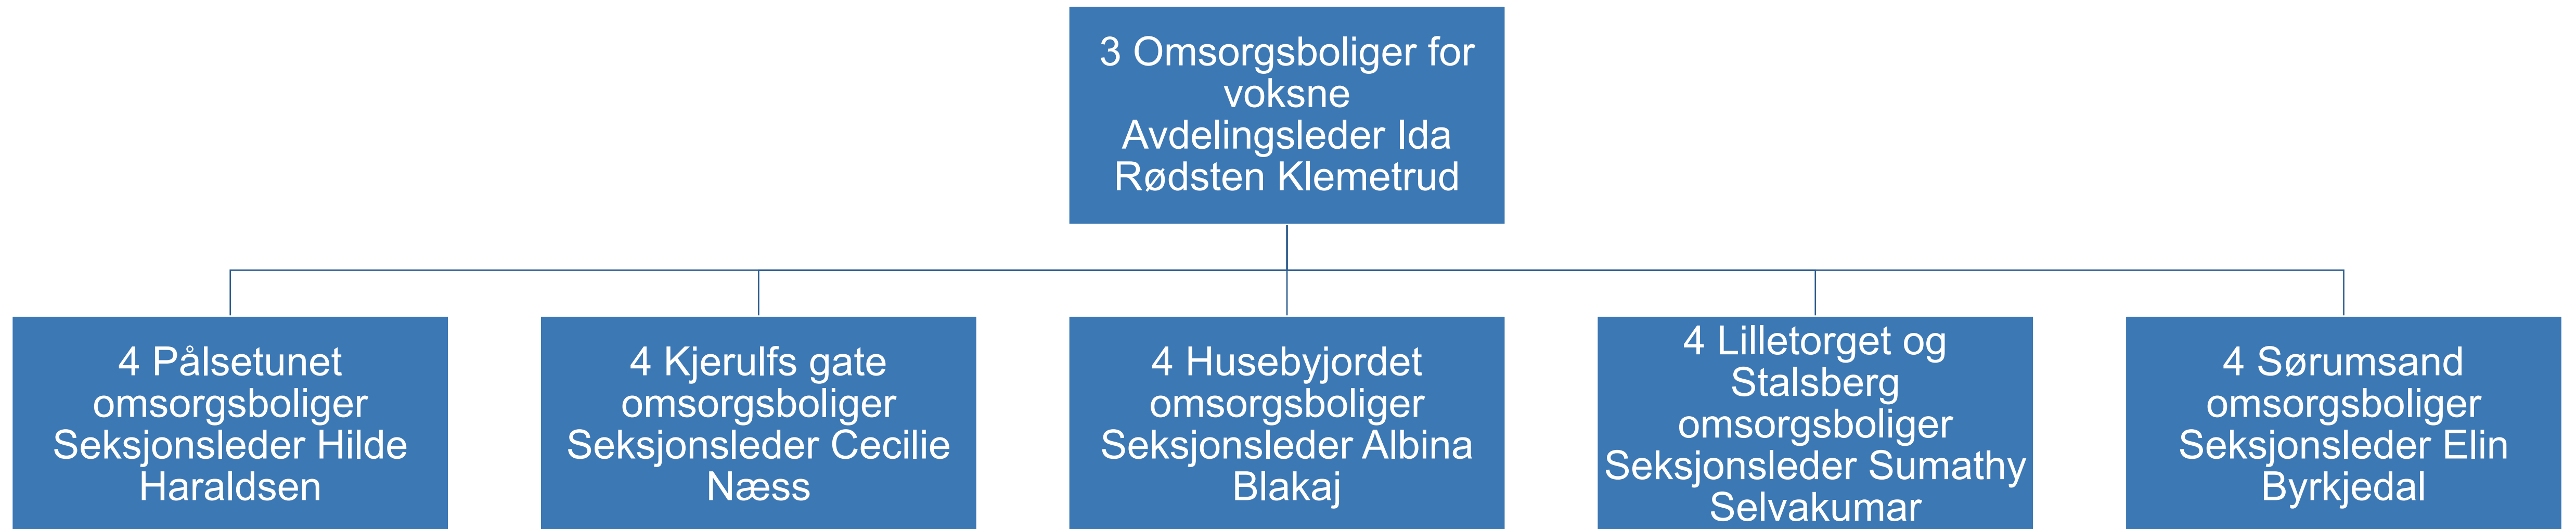 3 Omsorgsboliger for
voksne
Avdelingsleder Ida
Rødsten Klemetrud
4 Pålsetunet
omsorgsboliger
Seksjonsleder Hilde
Haraldsen
4 Kjerulfs gate
omsorgsboliger
Seksjonsleder Cecilie
Næss
4 Husebyjordet
omsorgsboliger
Seksjonsleder Albina
Blakaj
4 Lilletorget og
Stalsberg
omsorgsboliger
Seksjonsleder Sumathy
Selvakumar
4 Sørumsand
omsorgsboliger
Seksjonsleder Elin
Byrkjedal